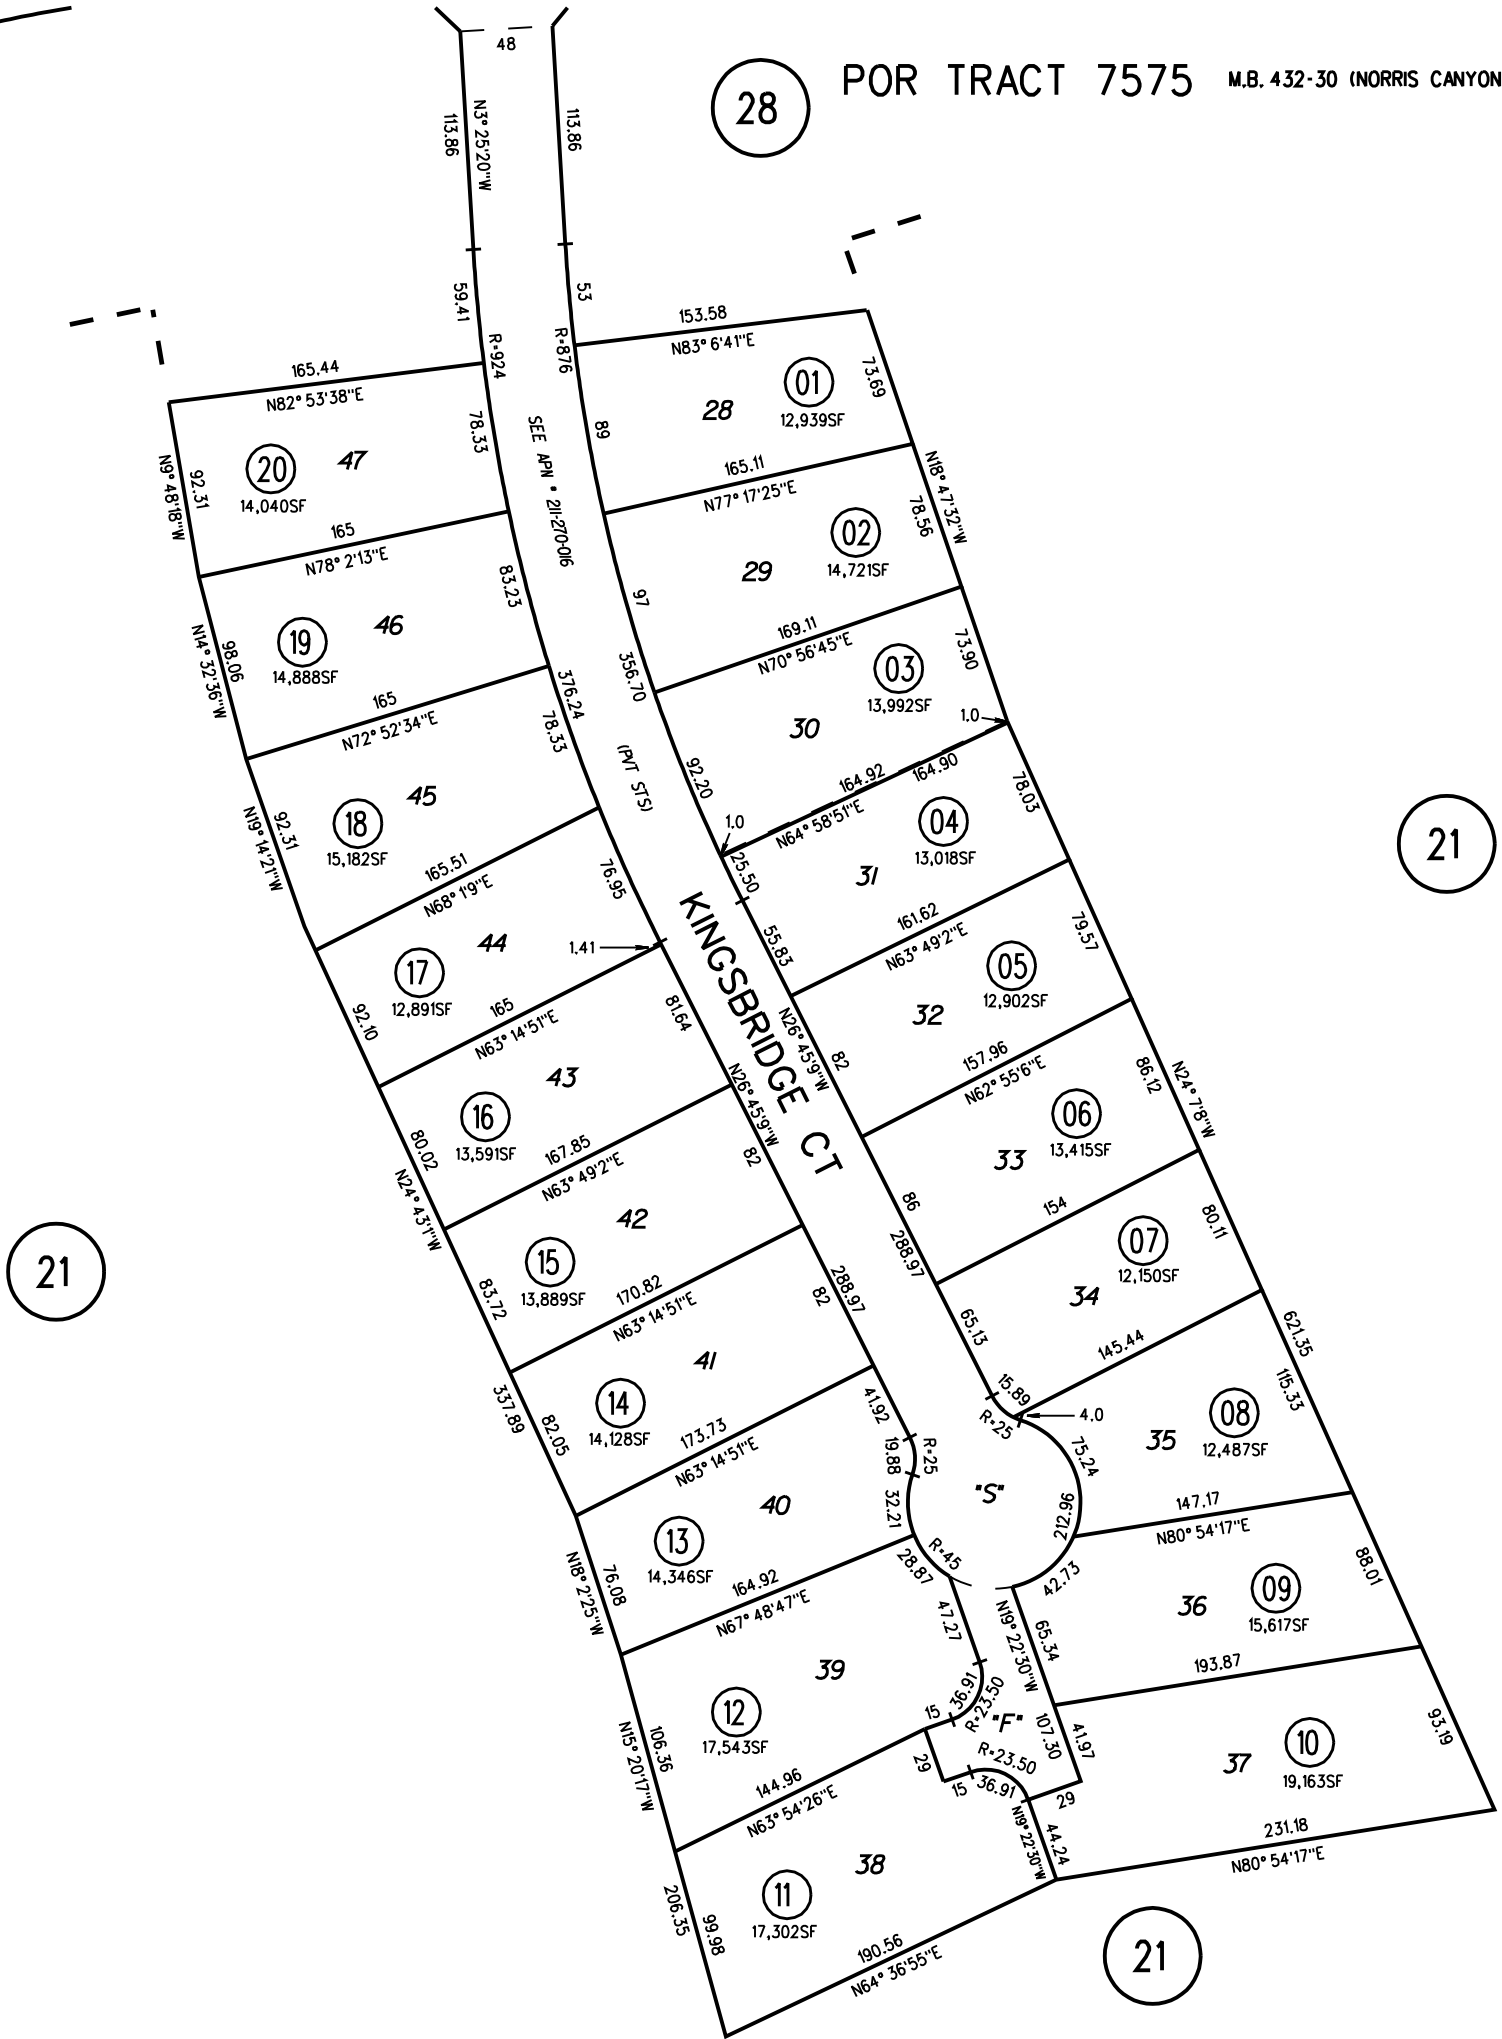 48
28
POR TRACT 7575 M.B. 432-30 (NORRIS CANYON
113.86
N3° 25'20"W
113.86
59.41
R=924
53
R=876
SEE APN # 211-270-016
(PVT STS)
KINGSBRIDGE CT
165.44
N82° 53'38"E
N9° 48'18"W
92.31
20
14,040SF
47
78.33
165
N78° 2'13"E
N14° 32'36"W
98.06
19
14,888SF
46
83.23
376.24
165
N72° 52'34"E
N19° 14'21"W
92.31
18
15,182SF
45
78.33
165.51
N68° 1'9"E
44
76.95
1.41
17
12,891SF
92.10
165
N63° 14'51"E
43
81.64
16
13,591SF
80.02
N24° 43'1"W
167.85
N63° 49'2"E
N26° 45'9"W
82
42
15
13,889SF
83.72
170.82
N63° 14'51"E
288.97
82
41
337.89
14
14,128SF
82.05
173.73
N63° 14'51"E
41.92
19.88
R=25
32.21
40
13
14,346SF
N18° 2'25"W
76.08
164.92
N67° 48'47"E
28.87
R=45
47.27
39
12
17,543SF
N15° 20'17"W
106.36
36.91
R=23.50
15
29
144.96
N63° 54'26"E
15
36.91
R=23.50
"F"
38
11
17,302SF
206.35
99.98
190.56
N64° 36'55"E
N19° 22'30"W
44.24
153.58
N83° 6'41"E
01
12,939SF
28
73.69
89
165.11
N77° 17'25"E
N18° 47'32"W
78.56
02
14,721SF
29
97
356.70
169.11
N70° 56'45"E
73.90
03
13,992SF
30
1.0
92.20
164.92
164.90
N64° 58'51"E
1.0
25.50
04
13,018SF
31
78.03
55.83
161.62
N63° 49'2"E
79.57
05
12,902SF
32
N26° 45'9"W
82
157.96
N62° 55'6"E
86.12
N24° 7'8"W
06
13,415SF
33
86
288.97
154
80.11
07
12,150SF
34
65.13
145.44
621.35
115.33
15.89
R=25
4.0
08
12,487SF
35
75.24
"S"
212.96
147.17
N80° 54'17"E
42.73
88.01
09
15,617SF
36
N19° 22'30"W
65.34
193.87
107.30
41.97
93.19
10
19,163SF
37
29
231.18
N80° 54'17"E
21
21
21